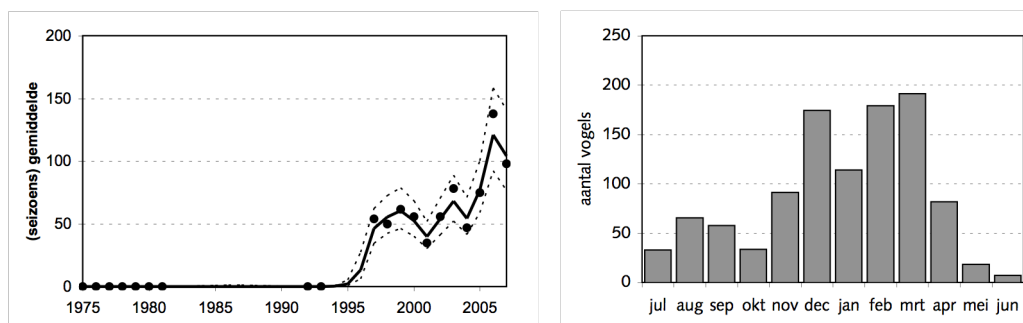 200
150
100
50
0
(seizoens) gemiddelde
1975 1980 1985 1990 1995 2000 2005
250
200
150
100
50
0
aantal vogels
jul aug sep okt nov dec jan feb mrt apr mei jun